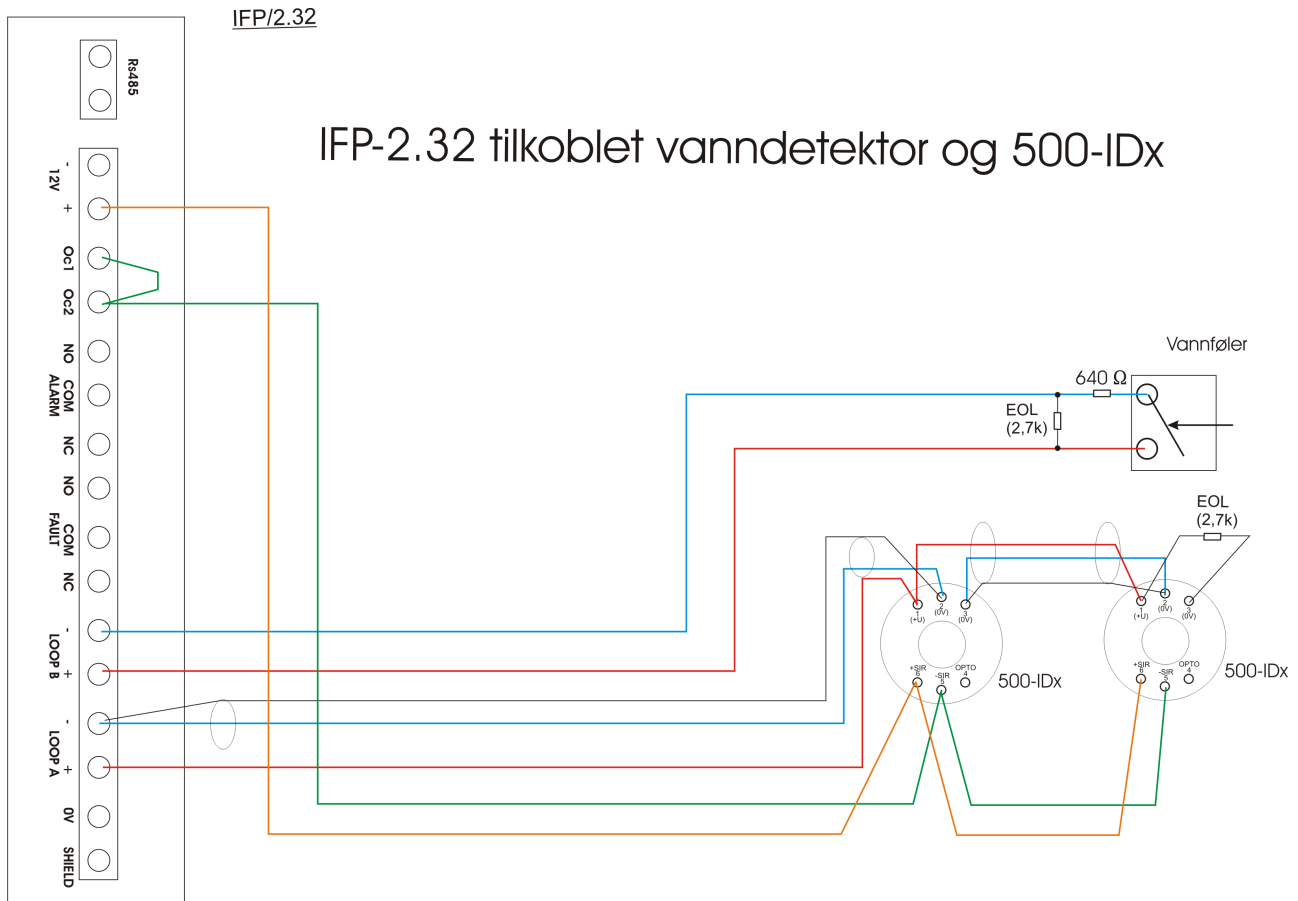 IFP/2.32
Rs485
IFP-2.32 tilkoblet vanndetektor og 500-IDx
-
12V
+
Oc1
Oc2
NO
COM
ALARM
NC
NO
COM
FAULT
NC
-
LOOP B
+
-
LOOP A
+
0V
SHIELD
Vannføler
640 Ω
EOL
(2,7k)
EOL
(2,7k)
1
(+U)
2
(0V)
3
(0V)
+SIR
6
-SIR
5
OPTO
4
500-IDx
1
(+U)
2
(0V)
3
(0V)
+SIR
6
-SIR
5
OPTO
4
500-IDx